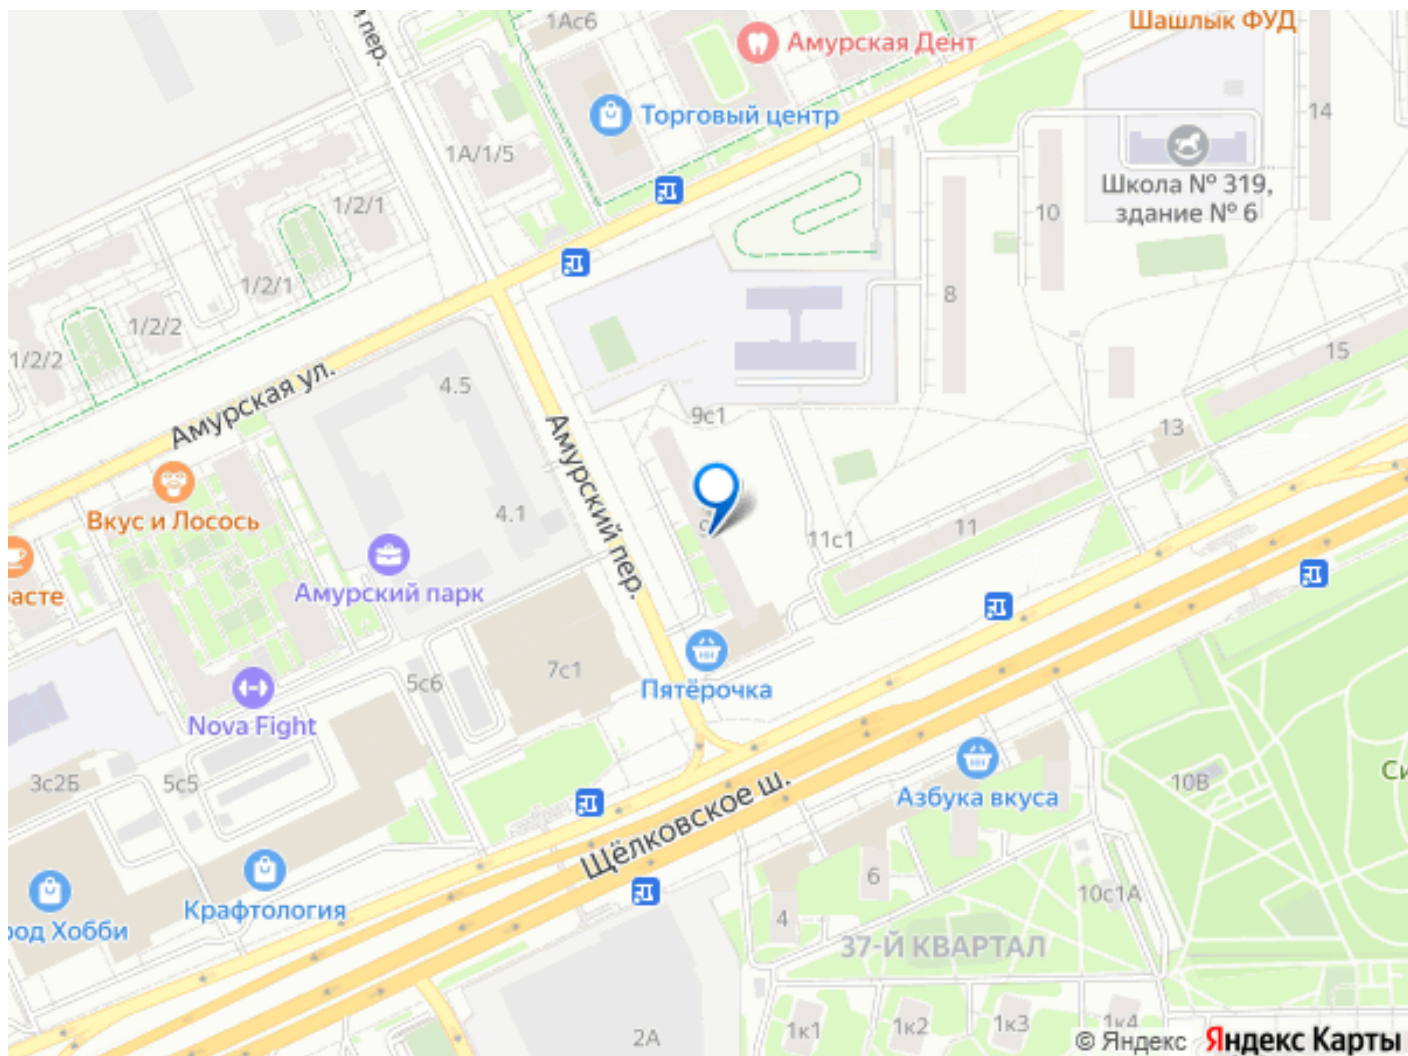 1Ас6
Шашлык ФУД
пер.
Амурская Дент
Торговый центр
14
1А/1/5
Школа № 319,
здание № 6
1/2/1
10
1/2/1
8
1/2/2
1/2/2
15
Амурская ул.
4.5
9с1
13
Амурский пер.
Вкус и Лосось
4.1
9
11с1
11
Амурский парк
асте
7с1
5с6
Пятёрочка
Nova Fight
3с2Б
5с5
Щёлковское ш.
Азбука вкуса
10В
Си
6
10с1А
Крафтология
4
од Хобби
37-Й КВАРТАЛ
2А
1к1
1к2
1к3
1к4
© Яндекс Яндекс Карты